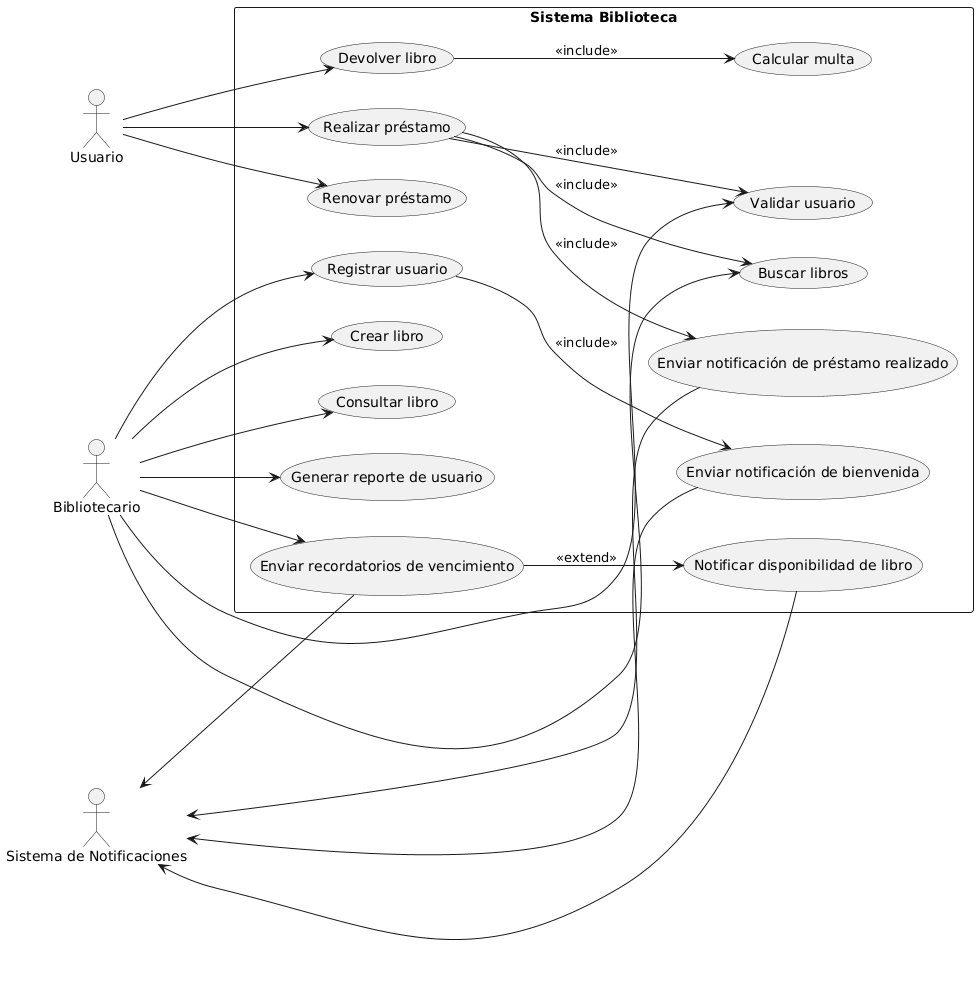 Sistema Biblioteca
Devolver libro
«include»
Calcular multa
Usuario
Realizar préstamo
«include»
«include»
Renovar préstamo
Validar usuario
«include»
Registrar usuario
Buscar libros
Crear libro
«include»
Enviar notificación de préstamo realizado
Consultar libro
Bibliotecario
Generar reporte de usuario
Enviar notificación de bienvenida
Enviar recordatorios de vencimiento
«extend»
Notificar disponibilidad de libro
Sistema de Notificaciones